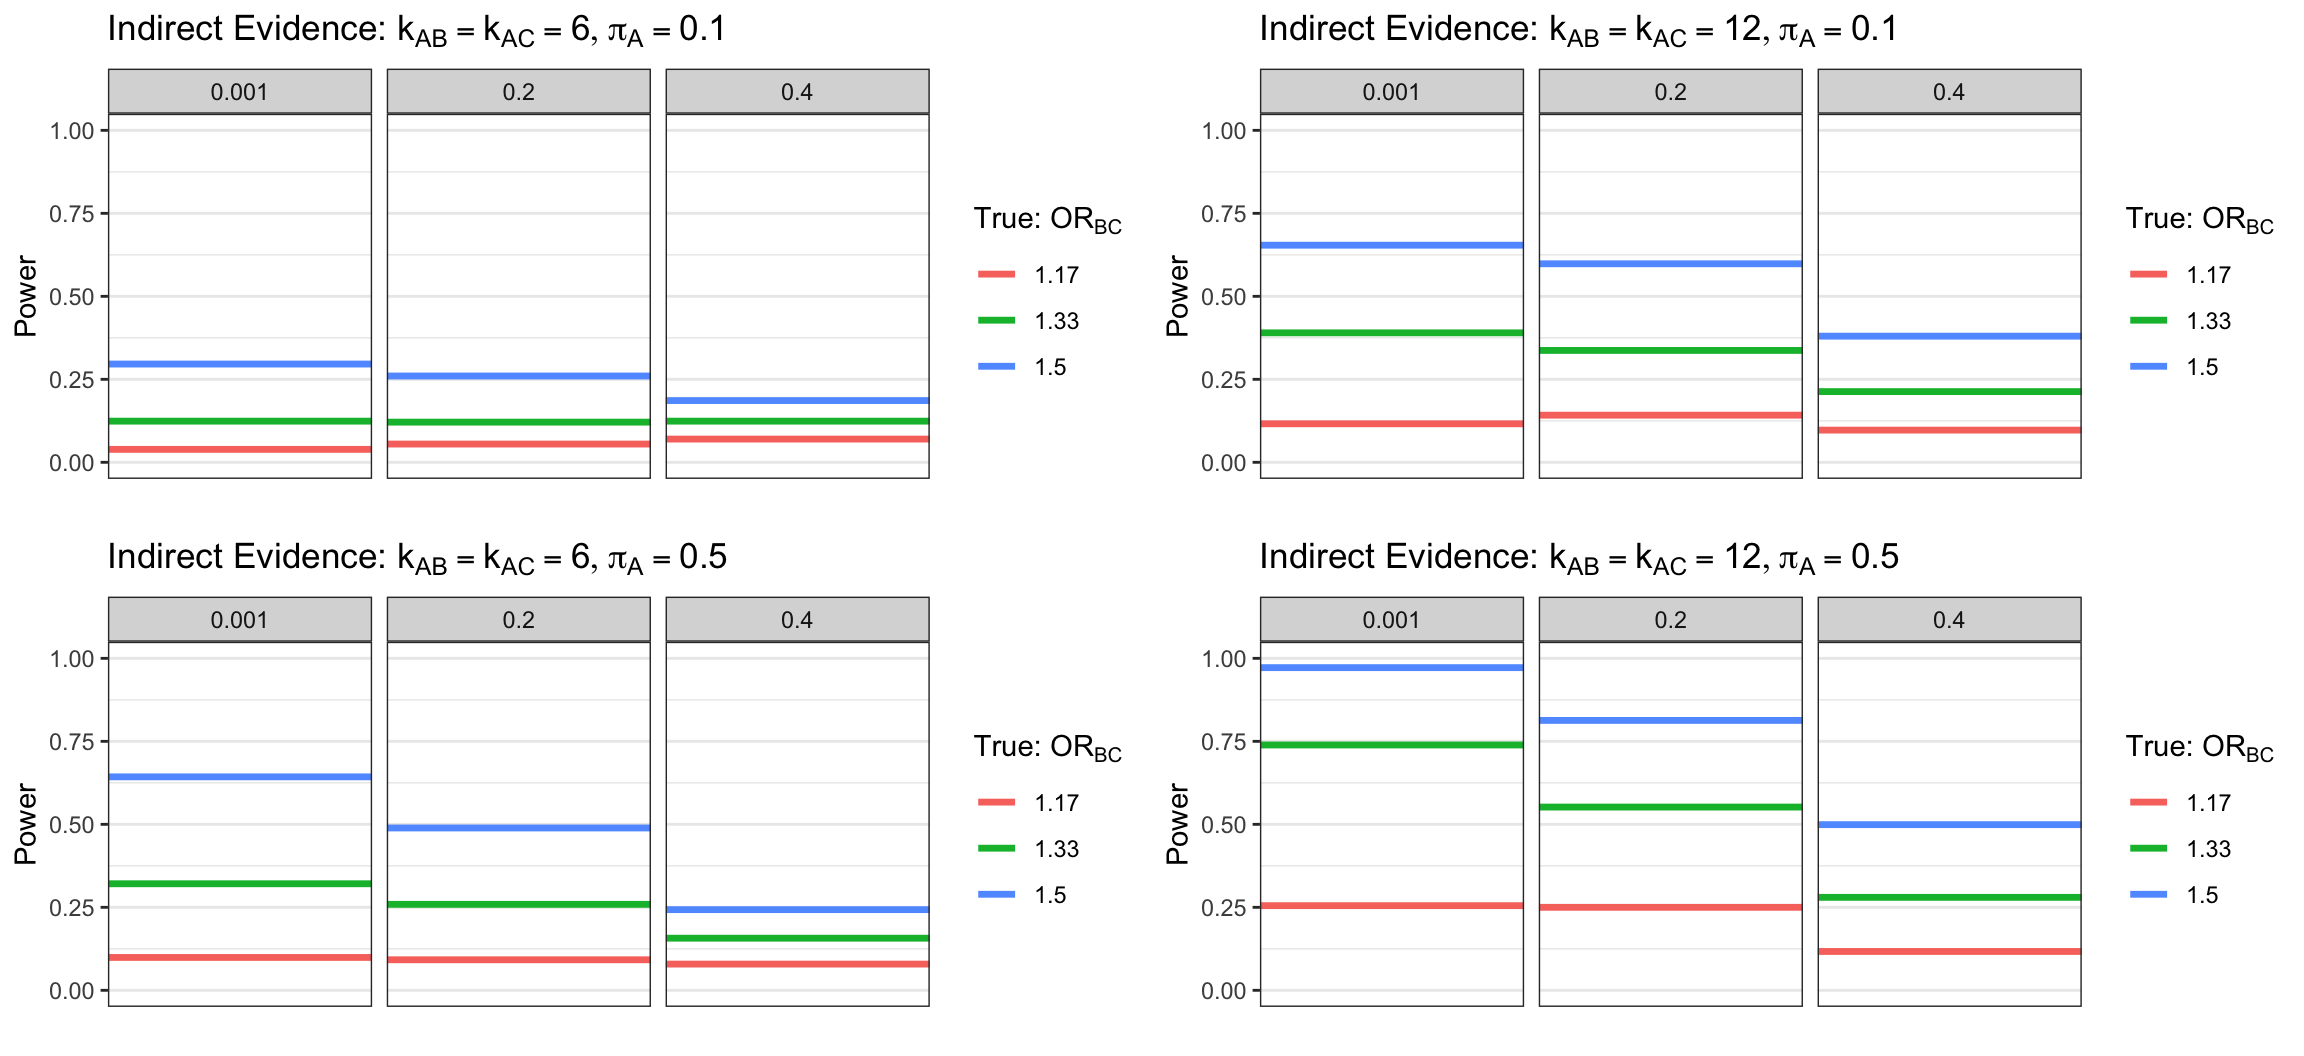 Indirect Evidence: kAB = kAC = 6, πA = 0.1
0.001 0.2 0.4
1.00
0.75
0.50
0.25
0.00
Power
True: ORBC
1.17
1.33
1.5
Indirect Evidence: kAB = kAC = 12, πA = 0.1
0.001 0.2 0.4
1.00
0.75
0.50
0.25
0.00
Power
True: ORBC
1.17
1.33
1.5
Indirect Evidence: kAB = kAC = 6, πA = 0.5
0.001 0.2 0.4
1.00
0.75
0.50
0.25
0.00
Power
True: ORBC
1.17
1.33
1.5
Indirect Evidence: kAB = kAC = 12, πA = 0.5
0.001 0.2 0.4
1.00
0.75
0.50
0.25
0.00
Power
True: ORBC
1.17
1.33
1.5